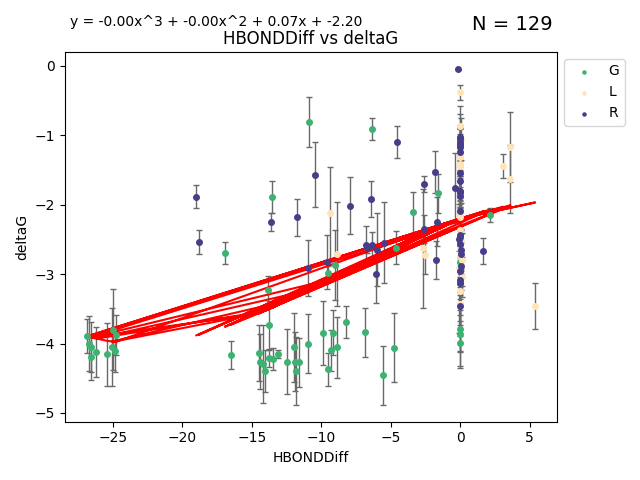 y = -0.00x^3 + -0.00x^2 + 0.07x + -2.20
N = 129
HBONDDiff vs deltaG
deltaG
0
−1
−2
−3
−4
−5
−25
−20
−15
−10
−5
0
5
HBONDDiff
G
L
R